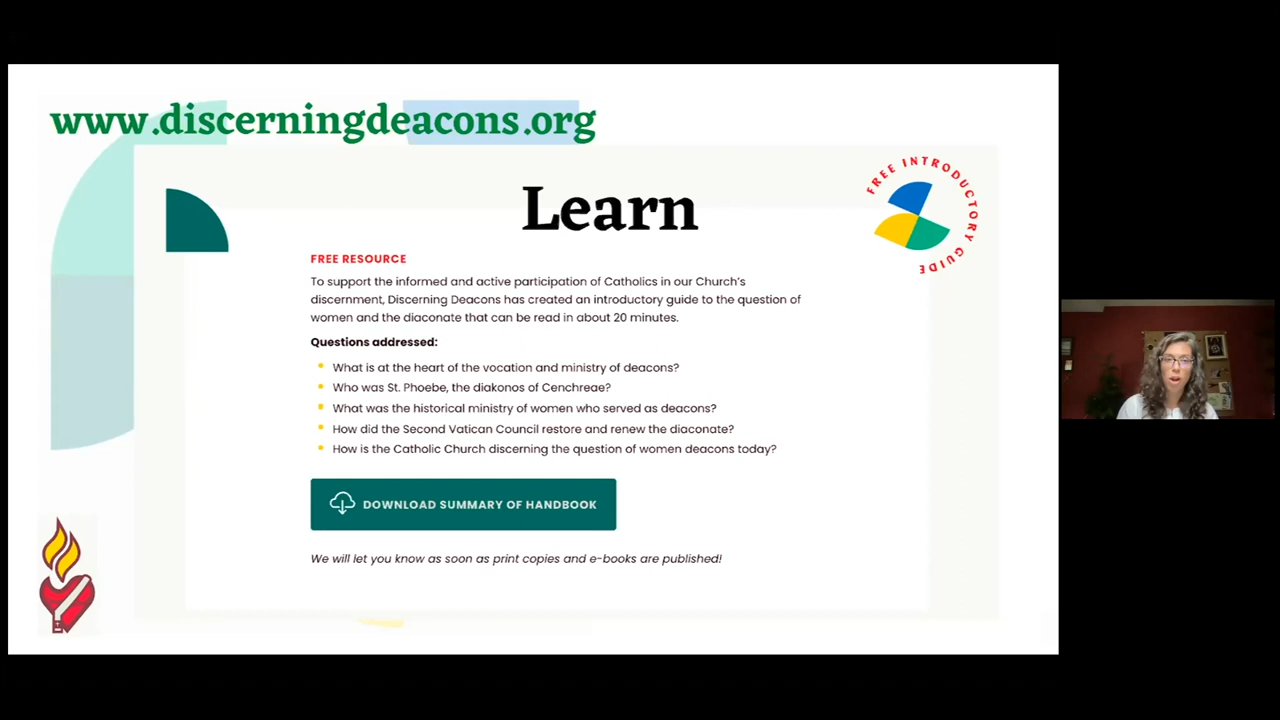 www.discerningdeacons.org
FREE INTRODUCTORY GUIDE
Learn
FREE RESOURCE
To support the informed and active participation of Catholics in our Church's
discernment, Discerning Deacons has created an introductory guide to the question of
women and the diaconate that can be read in about 20 minutes.
Questions addressed:
What is at the heart of the vocation and ministry of deacons?
Who was St. Phoebe, the diakonos of Cenchreae?
What was the historical ministry of women who served as deacons?
How did the Second Vatican Council restore and renew the diaconate?
How is the Catholic Church discerning the question of women deacons today?
DOWNLOAD SUMMARY OF HANDBOOK
We will let you know as soon as print copies and e-books are published!